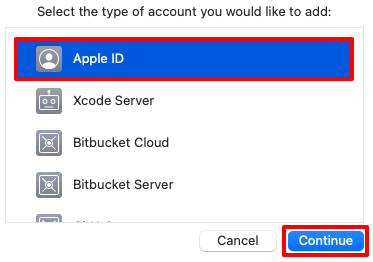 Select the type of account you would like to add:
Apple ID
Xcode Server
Bitbucket Cloud
Bitbucket Server
Cancel
Continue